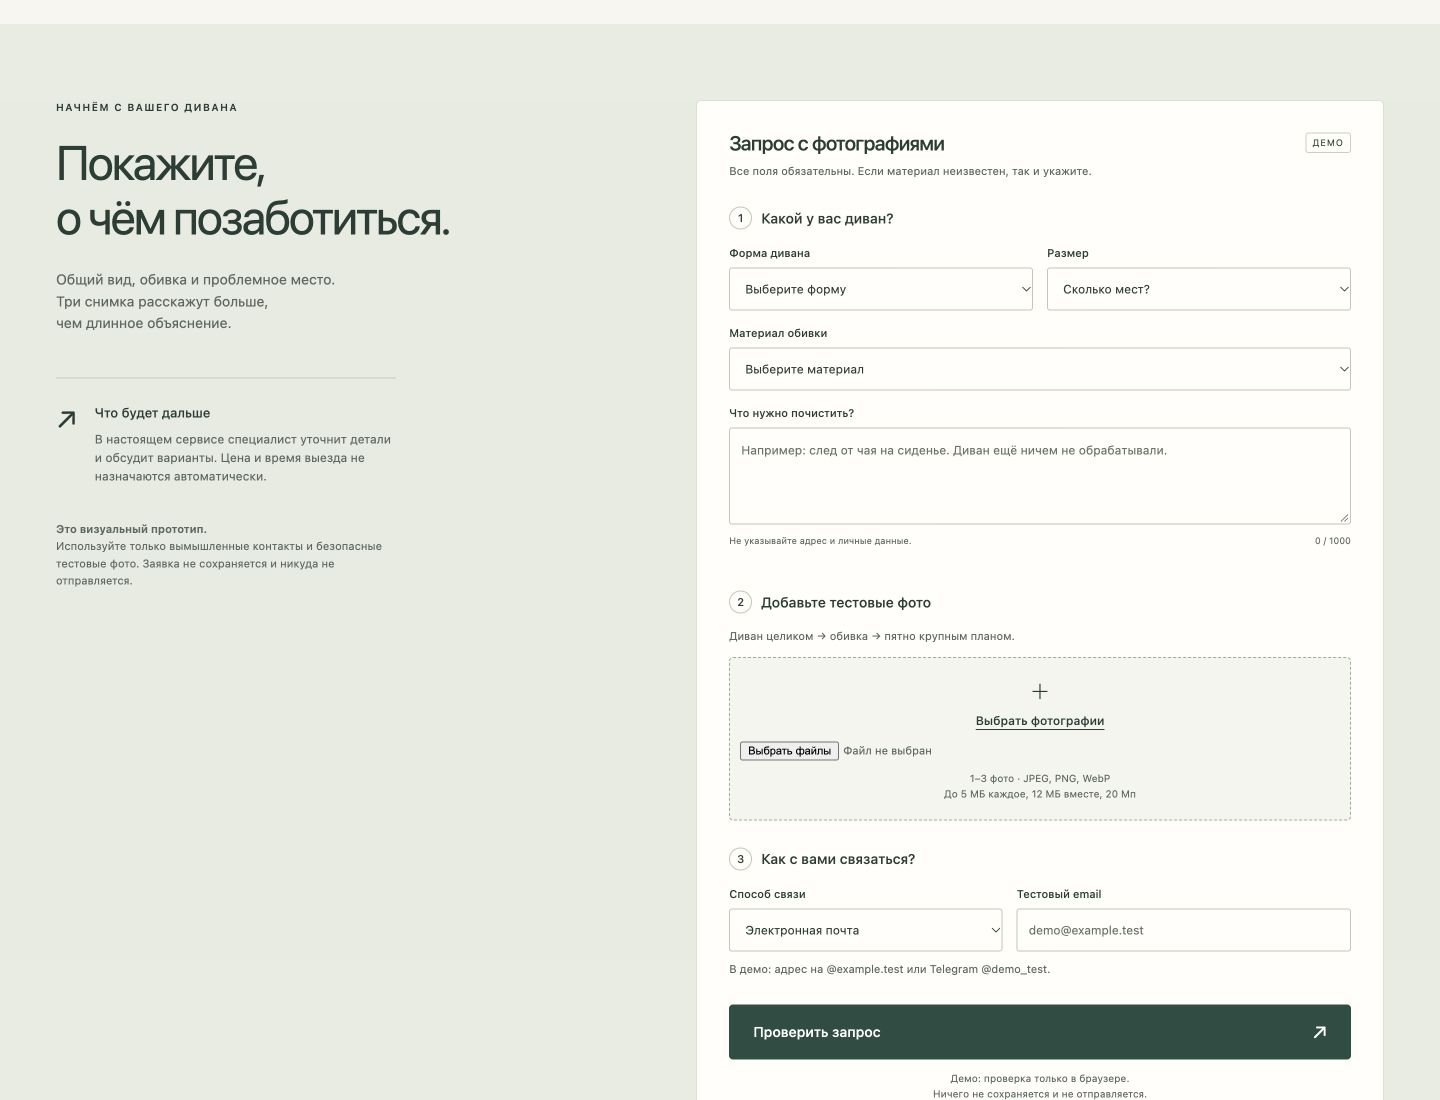 НАЧНЁМ С ВАШЕГО ДИВАНА
Покажите,
о чём позаботиться.
Общий вид, обивка и проблемное место.
Три снимка расскажут больше,
чем длинное объяснение.
Что будет дальше
В настоящем сервисе специалист уточнит детали
и обсудит варианты. Цена и время выезда не
назначаются автоматически.
Это визуальный прототип.
Используйте только вымышленные контакты и безопасные
тестовые фото. Заявка не сохраняется и никуда не
отправляется.
Запрос с фотографиями
ДЕМО
Все поля обязательны. Если материал неизвестен, так и укажите.
1 Какой у вас диван?
Форма дивана Размер
Выберите форму Сколько мест?
Материал обивки
Выберите материал
Что нужно почистить?
Например: след от чая на сиденье. Диван ещё ничем не обрабатывали.
Не указывайте адрес и личные данные. 0 / 1000
2 Добавьте тестовые фото
Диван целиком → обивка → пятно крупным планом.
Выбрать фотографии
Выбрать файлы Файл не выбран
1–3 фото · JPEG, PNG, WebP
До 5 МБ каждое, 12 МБ вместе, 20 Мп
3 Как с вами связаться?
Способ связи Тестовый email
Электронная почта demo@example.test
В демо: адрес на @example.test или Telegram @demo_test.
Проверить запрос
Демо: проверка только в браузере.
Ничего не сохраняется и не отправляется.